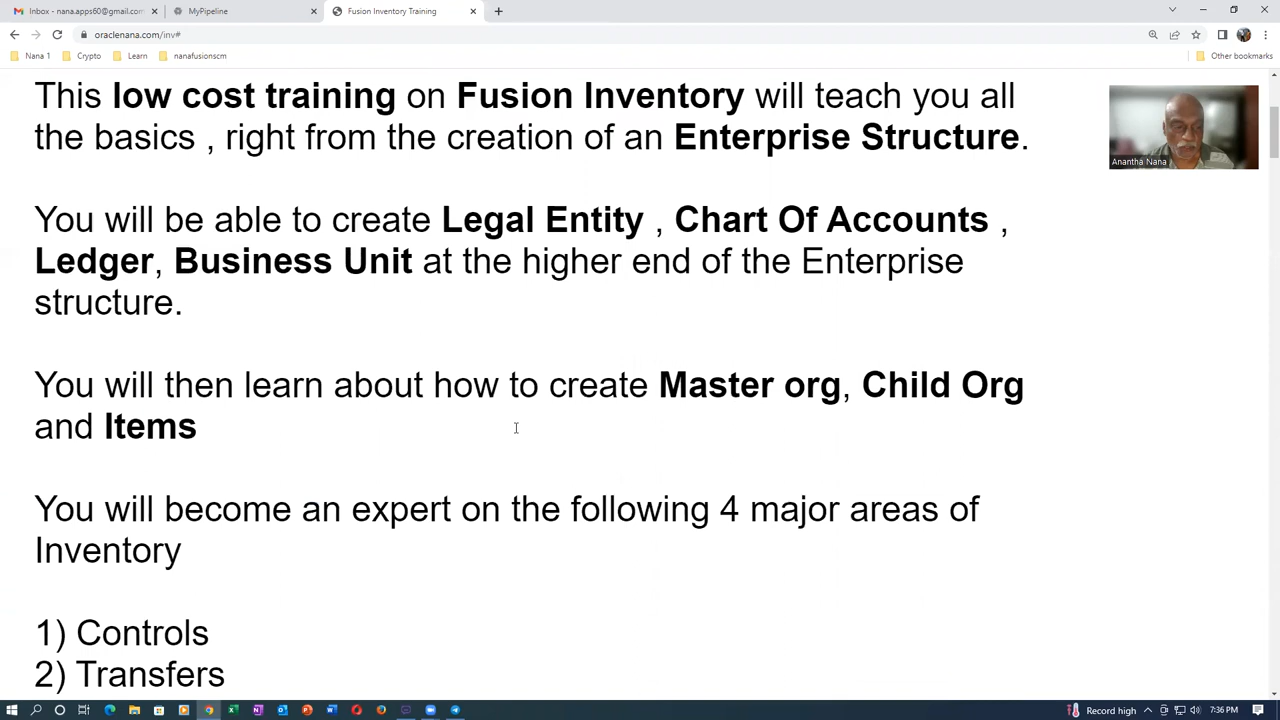 Inbox - nana.apps60@gmail.com
MyPipeline
Fusion Inventory Training
oraclenana.com/inv#
Nana 1
Crypto
Learn
nanafusionscm
Other bookmarks
This low cost training on Fusion Inventory will teach you all
the basics , right from the creation of an Enterprise Structure.
You will be able to create Legal Entity , Chart Of Accounts ,
Ledger, Business Unit at the higher end of the Enterprise
structure.
You will then learn about how to create Master org, Child Org
and Items
You will become an expert on the following 4 major areas of
Inventory
1) Controls
2) Transfers
Anantha Nana
Record high
7:36 PM